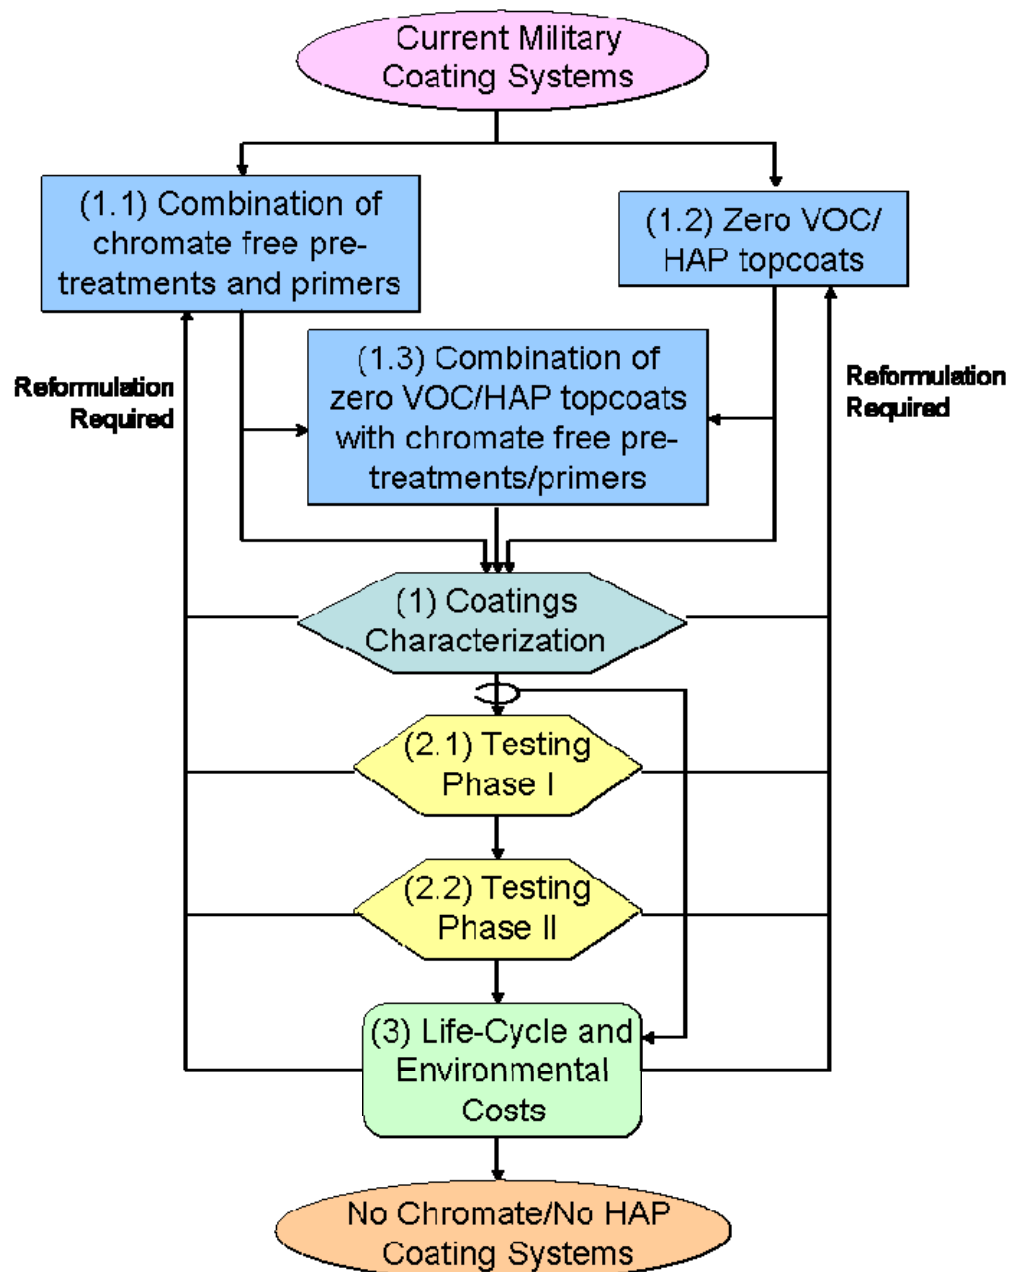 Current Military
Coating Systems
(1.1) Combination of
chromate free pre-
treatments and primers
(1.2) Zero VOC/
HAP topcoats
(1.3) Combination of
zero VOC/HAP topcoats
with chromate free pre-
treatments/primers
Reformulation
Required
Reformulation
Required
(1) Coatings
Characterization
(2.1) Testing
Phase I
(2.2) Testing
Phase II
(3) Life-Cycle and
Environmental
Costs
No Chromate/No HAP
Coating Systems